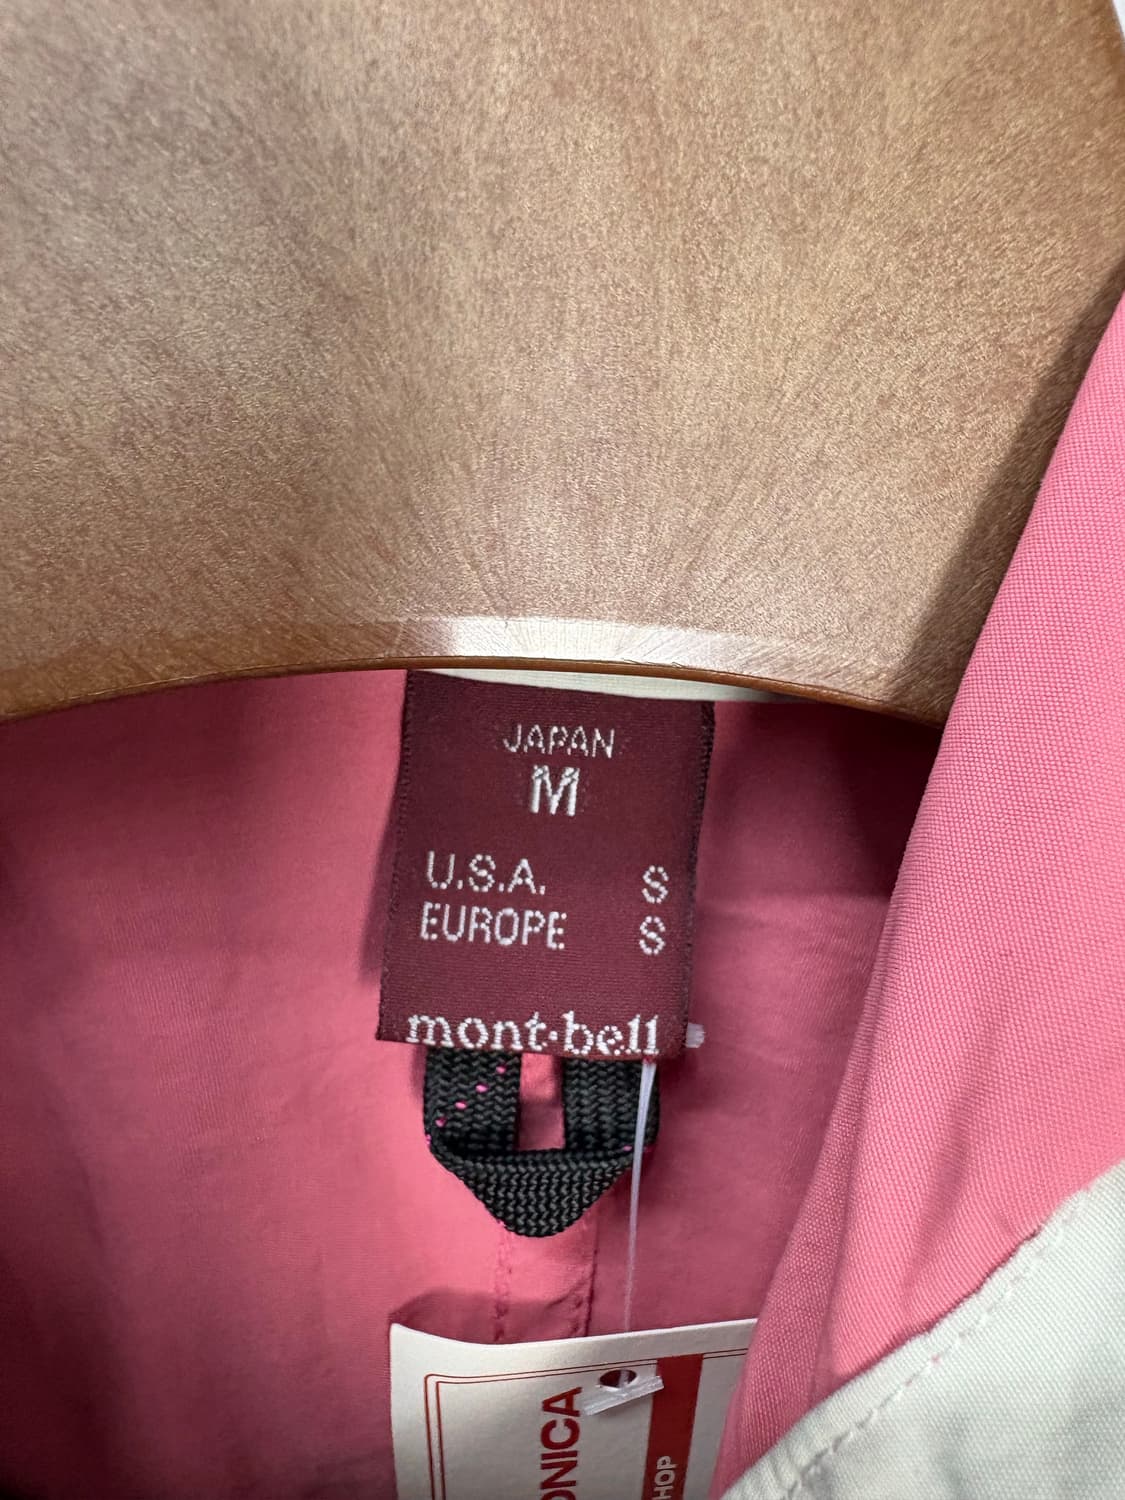 JAPAN
M
U.S.A. S
EUROPE S
mont·bell